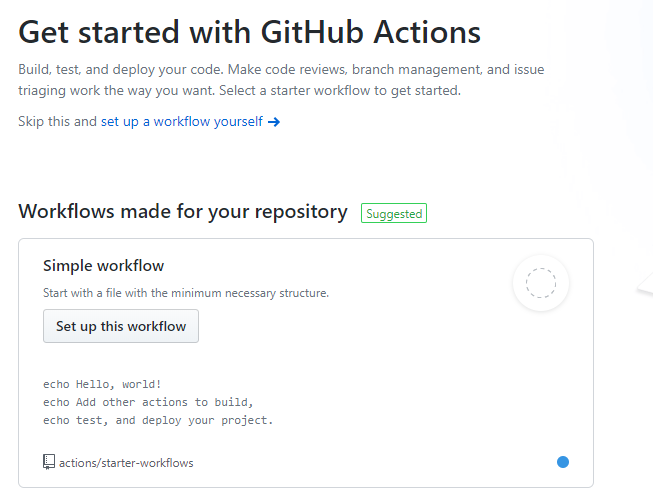 Get started with GitHub Actions
Build, test, and deploy your code. Make code reviews, branch management, and issue
triaging work the way you want. Select a starter workflow to get started.
Skip this and set up a workflow yourself →
Workflows made for your repository Suggested
Simple workflow
Start with a file with the minimum necessary structure.
Set up this workflow
echo Hello, world!
echo Add other actions to build,
echo test, and deploy your project.
actions/starter-workflows